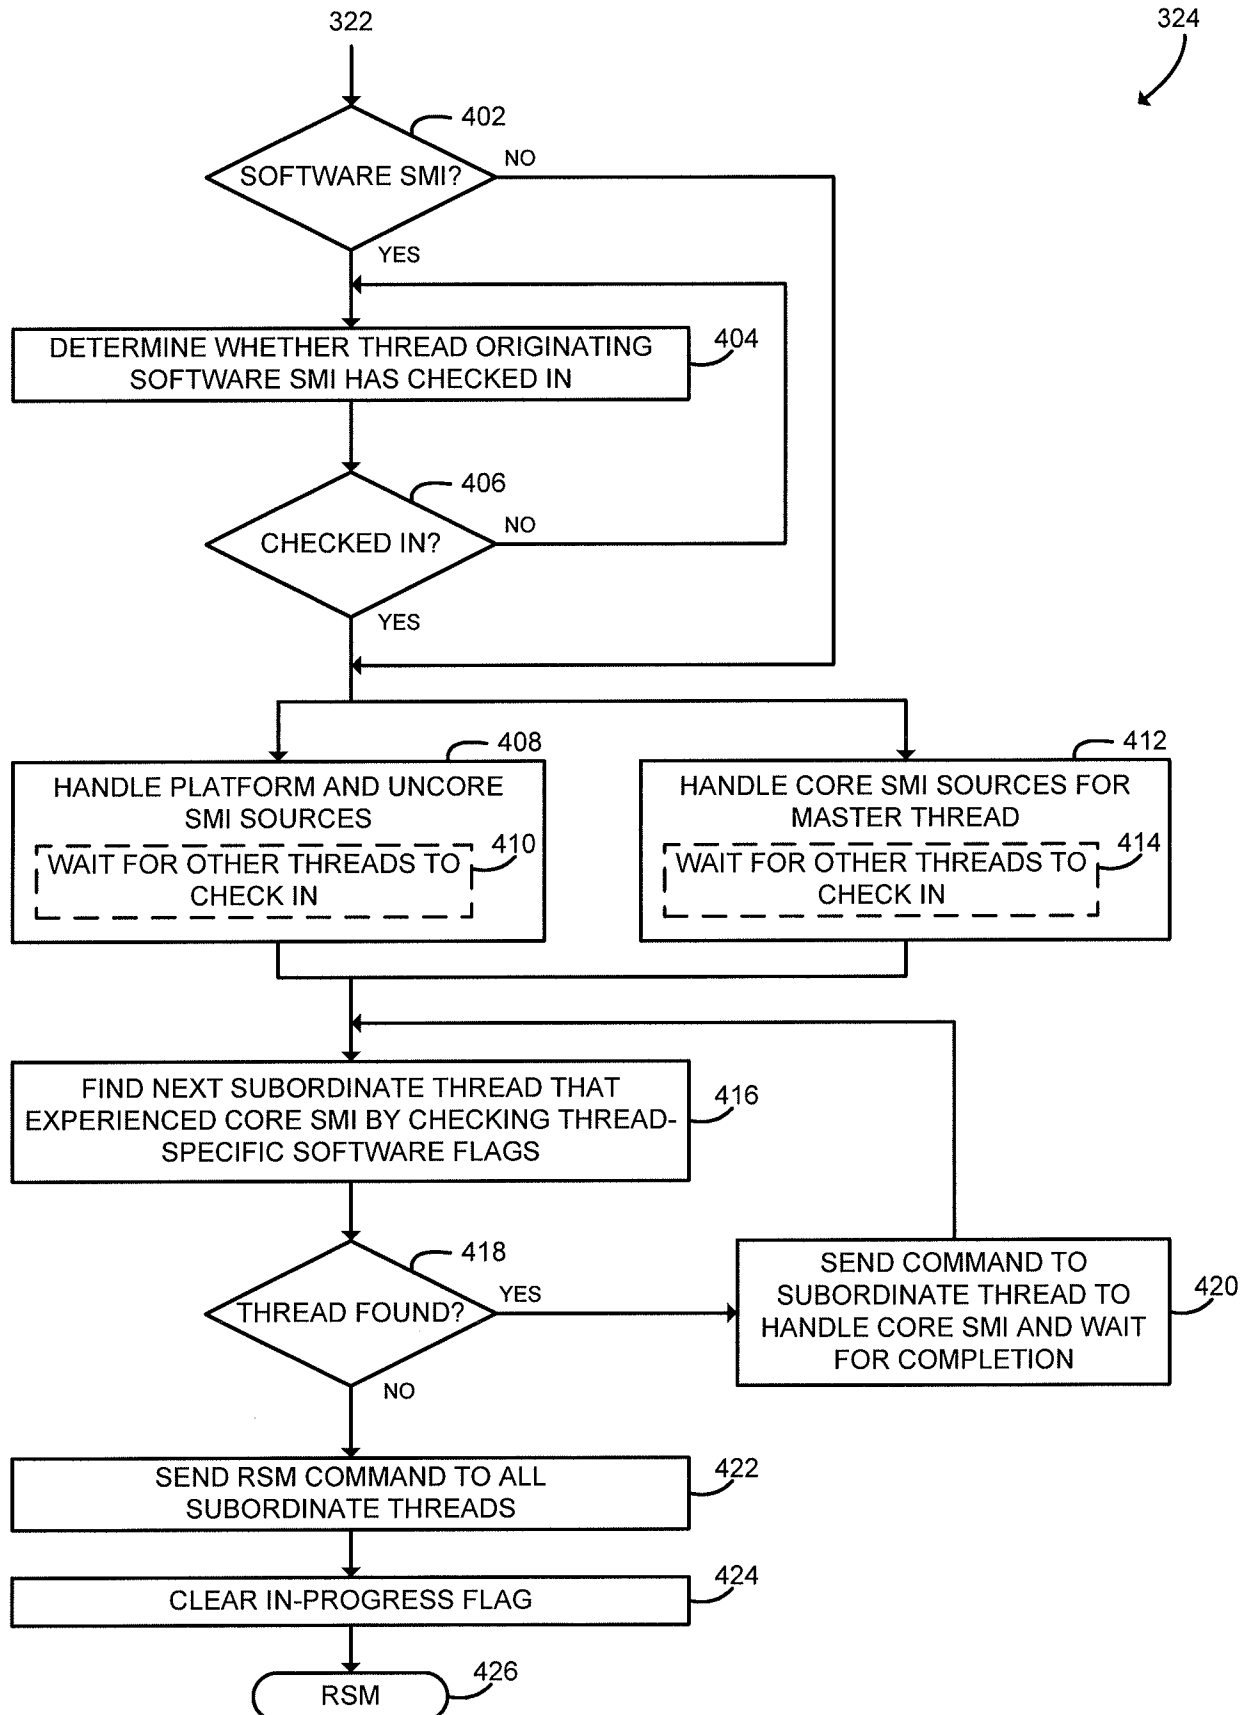 322
324
402
SOFTWARE SMI?
NO
YES
DETERMINE WHETHER THREAD ORIGINATING
SOFTWARE SMI HAS CHECKED IN
404
406
CHECKED IN?
NO
YES
408
HANDLE PLATFORM AND UNCORE
SMI SOURCES
WAIT FOR OTHER THREADS TO
CHECK IN
410
412
HANDLE CORE SMI SOURCES FOR
MASTER THREAD
WAIT FOR OTHER THREADS TO
CHECK IN
414
FIND NEXT SUBORDINATE THREAD THAT
EXPERIENCED CORE SMI BY CHECKING THREAD-
SPECIFIC SOFTWARE FLAGS
416
418
THREAD FOUND?
YES
NO
SEND COMMAND TO
SUBORDINATE THREAD TO
HANDLE CORE SMI AND WAIT
FOR COMPLETION
420
SEND RSM COMMAND TO ALL
SUBORDINATE THREADS
422
CLEAR IN-PROGRESS FLAG
424
RSM
426